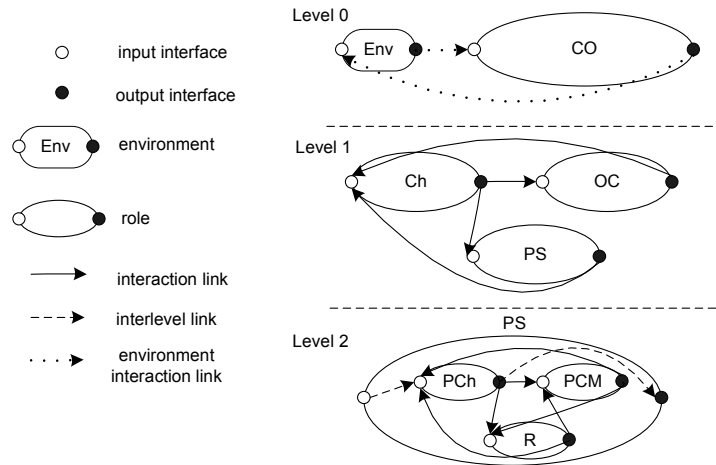 input interface
output interface
Env
environment
role
interaction link
interlevel link
environment
interaction link
Level 0
Env
CO
Level 1
Ch
OC
PS
Level 2
PS
PCh
PCM
R